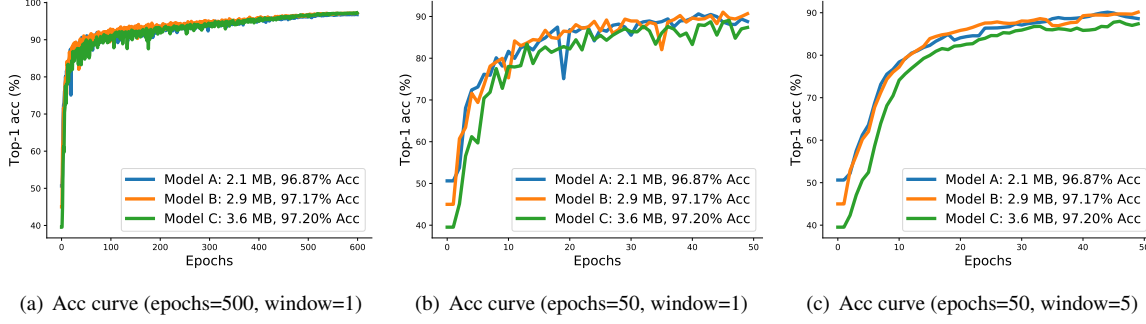 100
90
80
70
60
50
40
Top-1 acc (%)
Model A: 2.1 MB, 96.87% Acc
Model B: 2.9 MB, 97.17% Acc
Model C: 3.6 MB, 97.20% Acc
0 100 200 300 400 500 600
Epochs
(a) Acc curve (epochs=500, window=1)
90
80
70
60
50
40
Top-1 acc (%)
Model A: 2.1 MB, 96.87% Acc
Model B: 2.9 MB, 97.17% Acc
Model C: 3.6 MB, 97.20% Acc
0 10 20 30 40 50
Epochs
(b) Acc curve (epochs=50, window=1)
90
80
70
60
50
40
Top-1 acc (%)
Model A: 2.1 MB, 96.87% Acc
Model B: 2.9 MB, 97.17% Acc
Model C: 3.6 MB, 97.20% Acc
0 10 20 30 40 50
Epochs
(c) Acc curve (epochs=50, window=5)